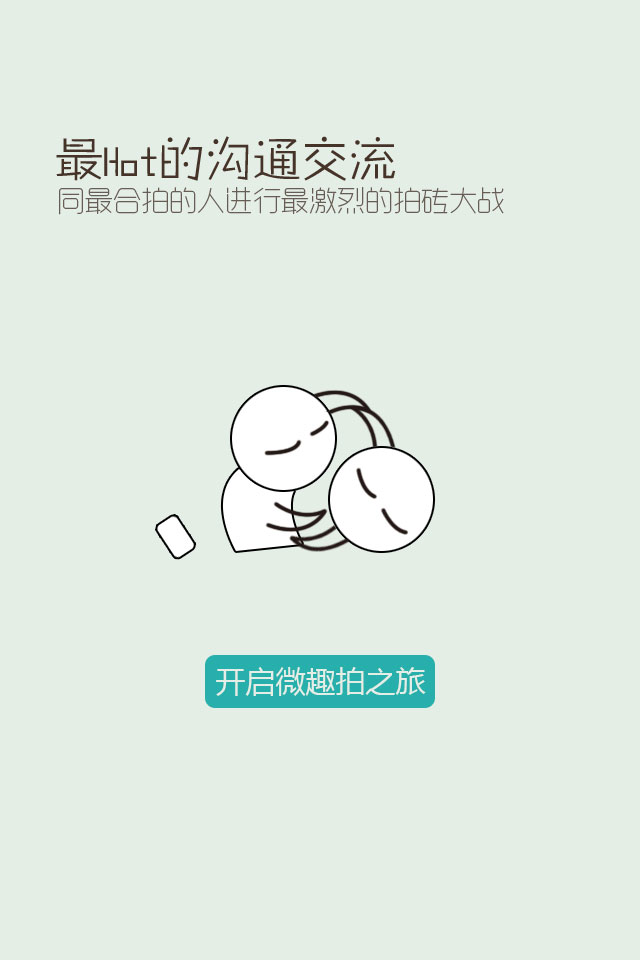 最Hot的沟通交流
同最合拍的人进行最激烈的拍砖大战
开启微趣拍之旅